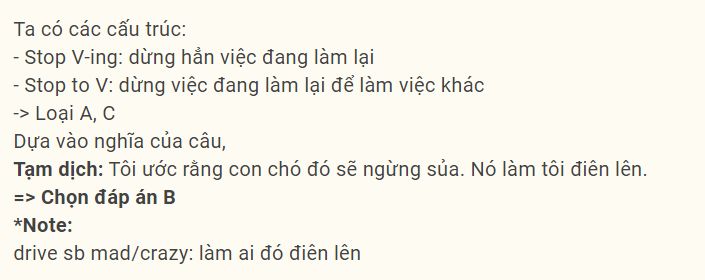 Ta có các cấu trúc:
- Stop V-ing: dừng hẳn việc đang làm lại
- Stop to V: dừng việc đang làm lại để làm việc khác
-> Loại A, C
Dựa vào nghĩa của câu,
Tạm dịch: Tôi ước rằng con chó đó sẽ ngừng sủa. Nó làm tôi điên lên.
=> Chọn đáp án B
*Note:
drive sb mad/crazy: làm ai đó điên lên